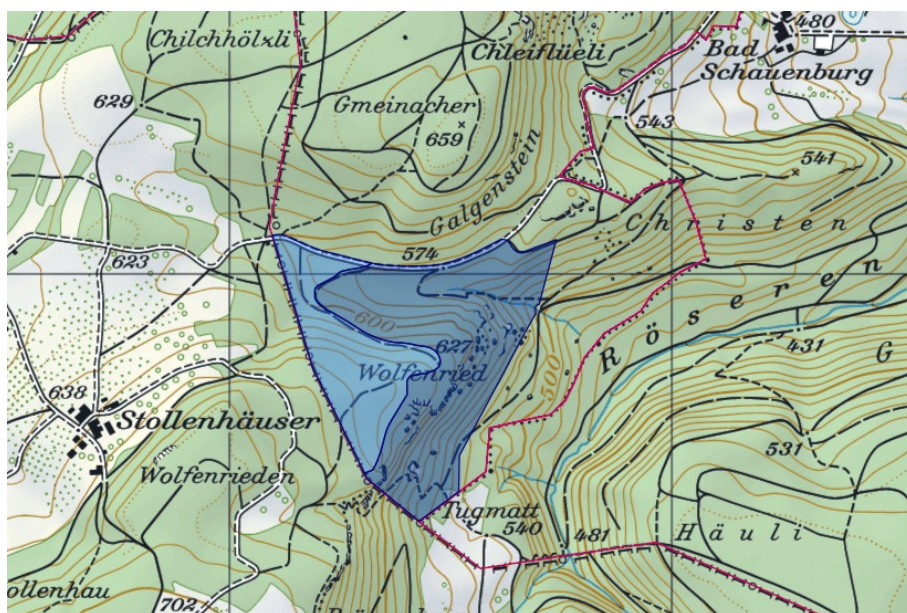 480
Chilchhölzli
Chleiflüeli
Bad
Schauenburg
629
Gmeinacher
659
543
541
Galgenstein
Christen
574
623
Röseren
600
627
431
G
Wolfenried
500
638
Stollenhäuser
531
Wolfenrieden
Tugmatt
540
481
Häuli
ollenhau
702